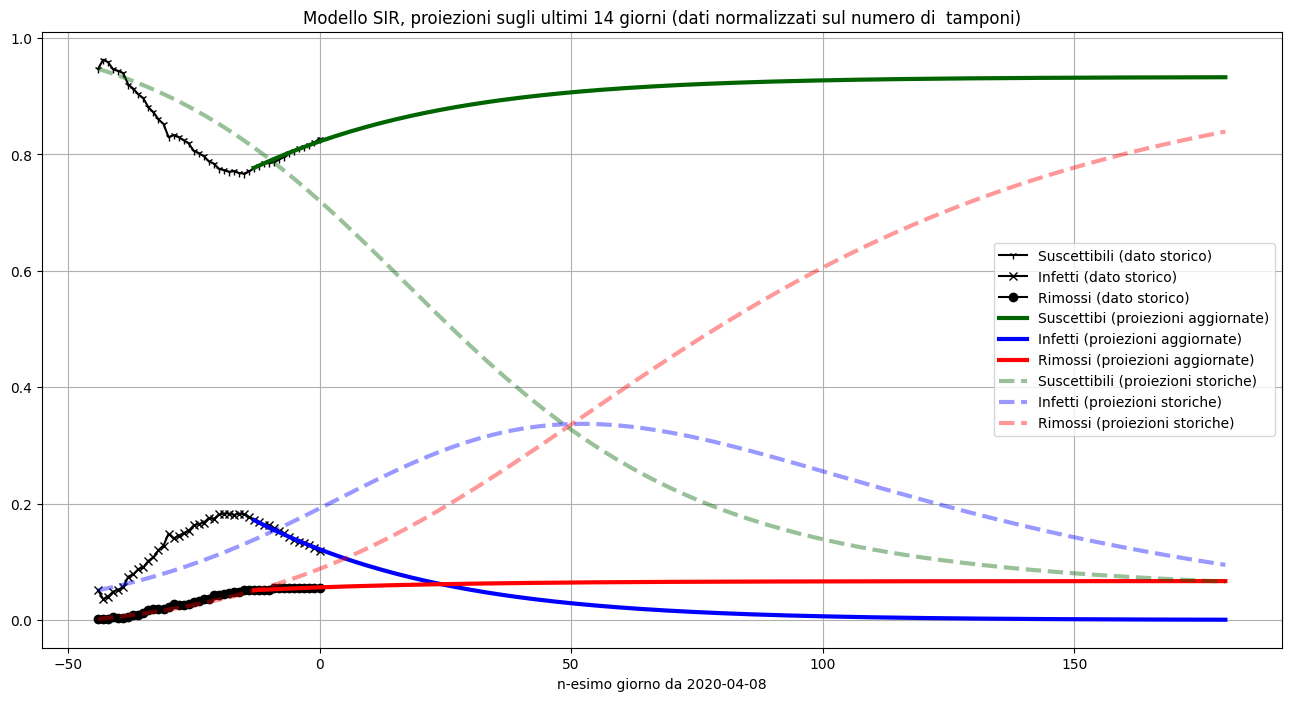 Modello SIR, proiezioni sugli ultimi 14 giorni (dati normalizzati sul numero di  tamponi)
1.0
0.8
0.6
0.4
0.2
0.0
Suscettibili (dato storico)
Infetti (dato storico)
Rimossi (dato storico)
Suscettibi (proiezioni aggiornate)
Infetti (proiezioni aggiornate)
Rimossi (proiezioni aggiornate)
Suscettibili (proiezioni storiche)
Infetti (proiezioni storiche)
Rimossi (proiezioni storiche)
−50 0 50 100 150
n-esimo giorno da 2020-04-08